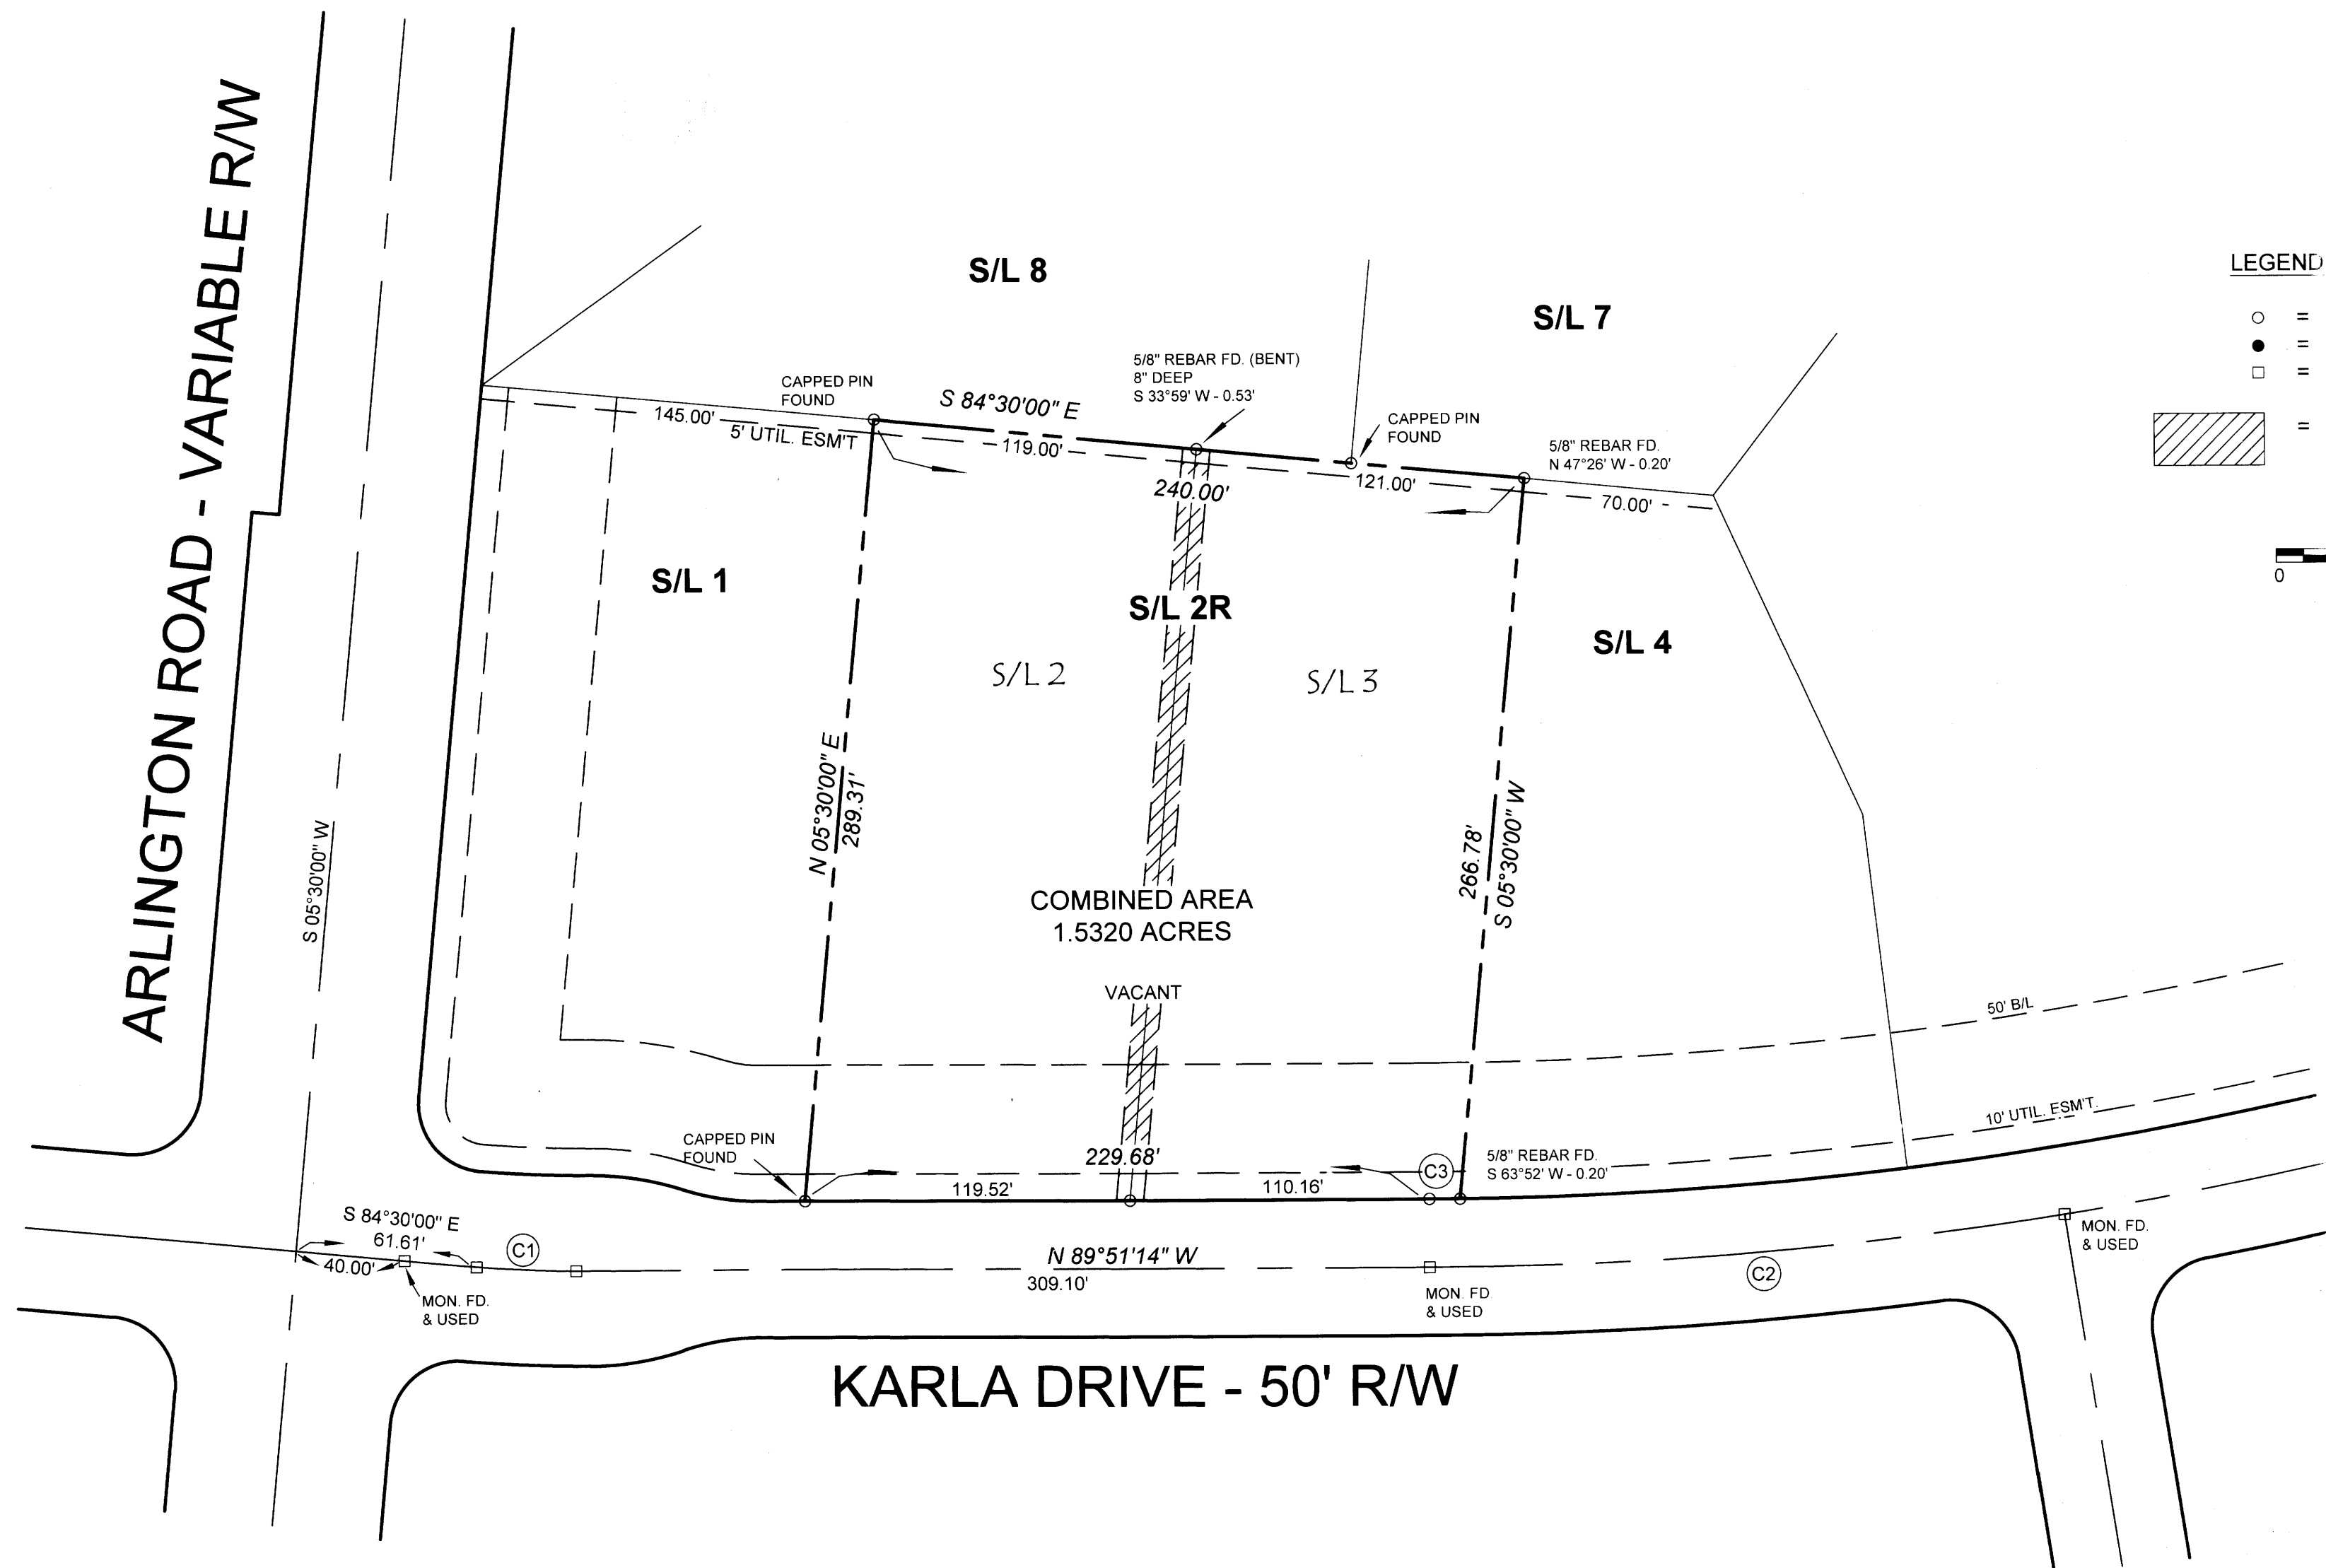 ARLINGTON ROAD - VARIABLE R/W
S 05°30'00" W
S/L 8
S/L 7
LEGEND
=
=
=
=
0
5/8" REBAR FD. (BENT)
8" DEEP
S 33°59' W - 0.53'
CAPPED PIN
FOUND
S 84°30'00" E
CAPPED PIN
FOUND
5/8" REBAR FD.
N 47°26' W - 0.20'
145.00'
5' UTIL. ESM'T
119.00'
240.00'
121.00'
70.00'
S/L 1
S/L 2R
S/L 4
S/L 2
S/L 3
N 05°30'00" E
289.31'
266.78'
S 05°30'00" W
COMBINED AREA
1.5320 ACRES
VACANT
50' B/L
10' UTIL. ESM'T.
CAPPED PIN
FOUND
229.68'
C3
5/8" REBAR FD.
S 63°52' W - 0.20'
119.52'
110.16'
S 84°30'00" E
61.61'
40.00'
C1
MON. FD.
& USED
N 89°51'14" W
309.10'
MON. FD
& USED
C2
MON. FD.
& USED
KARLA DRIVE - 50' R/W